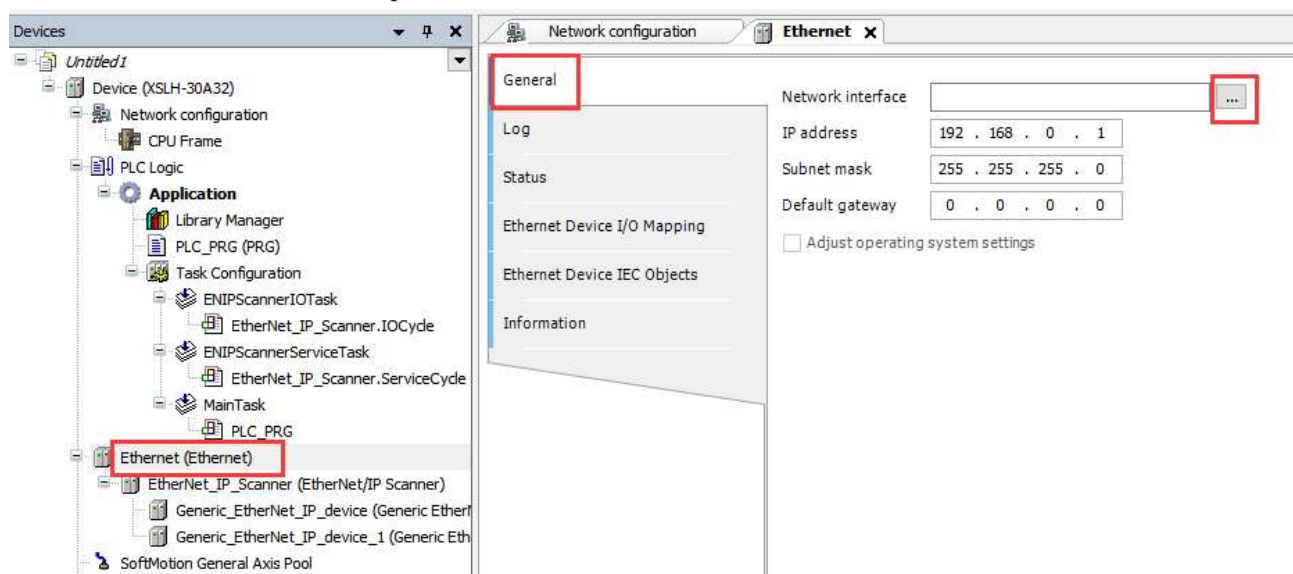 Devices
Untitled1
Device (XSLH-30A32)
Network configuration
CPU Frame
PLC Logic
Application
Library Manager
PLC_PRG (PRG)
Task Configuration
ENIPScannerIOTask
EtherNet_IP_Scanner.IOCycle
ENIPScannerServiceTask
EtherNet_IP_Scanner.ServiceCycle
MainTask
PLC_PRG
Ethernet (Ethernet)
EtherNet_IP_Scanner (EtherNet/IP Scanner)
Generic_EtherNet_IP_device (Generic Ether
Generic_EtherNet_IP_device_1 (Generic Eth
SoftMotion General Axis Pool
Network configuration
Ethernet
General
Log
Status
Ethernet Device I/O Mapping
Ethernet Device IEC Objects
Information
Network interface ...
IP address 192 . 168 . 0 . 1
Subnet mask 255 . 255 . 255 . 0
Default gateway 0 . 0 . 0 . 0
Adjust operating system settings